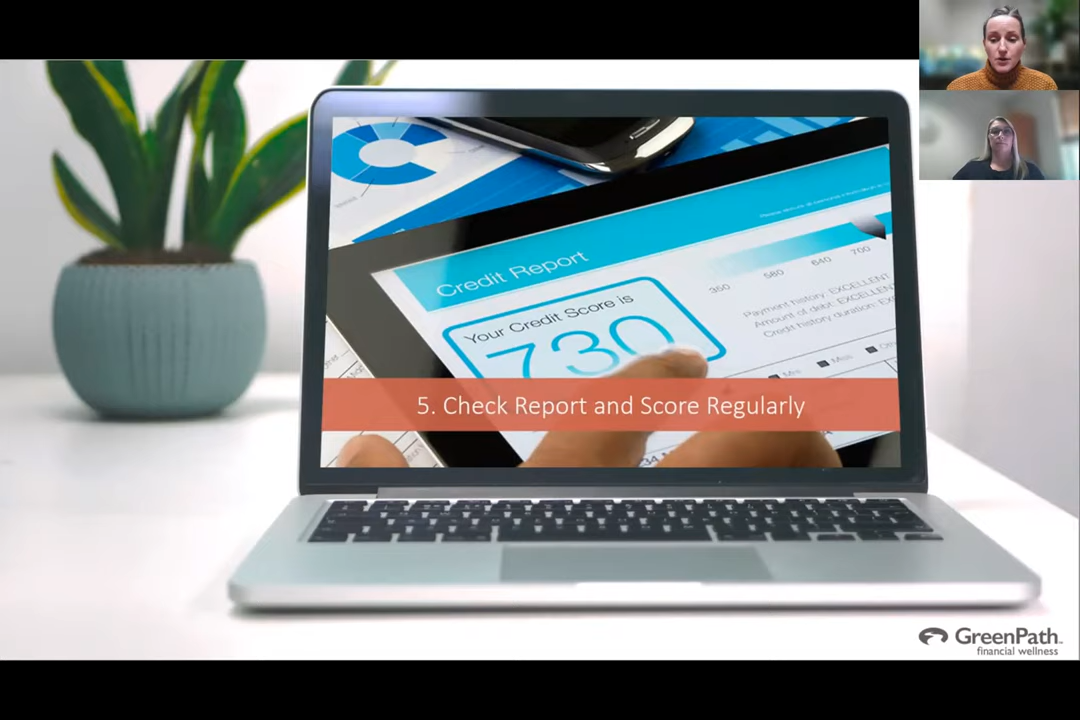 Credit Report
Your Credit Score is
730
350
580
640
700
Payment history: EXCELLENT
Amount of debt: EXCELLENT
Credit history duration:
5. Check Report and Score Regularly
GreenPath
financial wellness